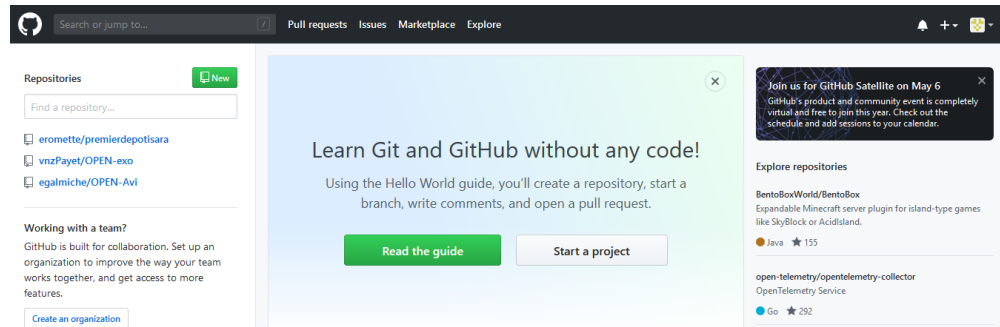 Search or jump to... / Pull requests Issues Marketplace Explore
Repositories New
Find a repository...
eromette/premierdepotisara
vnzPayet/OPEN-exo
egalmiche/OPEN-Avi
Working with a team?
GitHub is built for collaboration. Set up an
organization to improve the way your team
works together, and get access to more
features.
Create an organization
Learn Git and GitHub without any code!
Using the Hello World guide, you'll create a repository, start a
branch, write comments, and open a pull request.
Read the guide Start a project
Join us for GitHub Satellite on May 6
GitHub's product and community event is completely
virtual and free to join this year. Check out the
schedule and add sessions to your calendar.
Explore repositories
BentoBoxWorld/BentoBox
Expandable Minecraft server plugin for island-type games
like SkyBlock or AcidIsland.
Java 155
open-telemetry/opentelemetry-collector
OpenTelemetry Service
Go 292